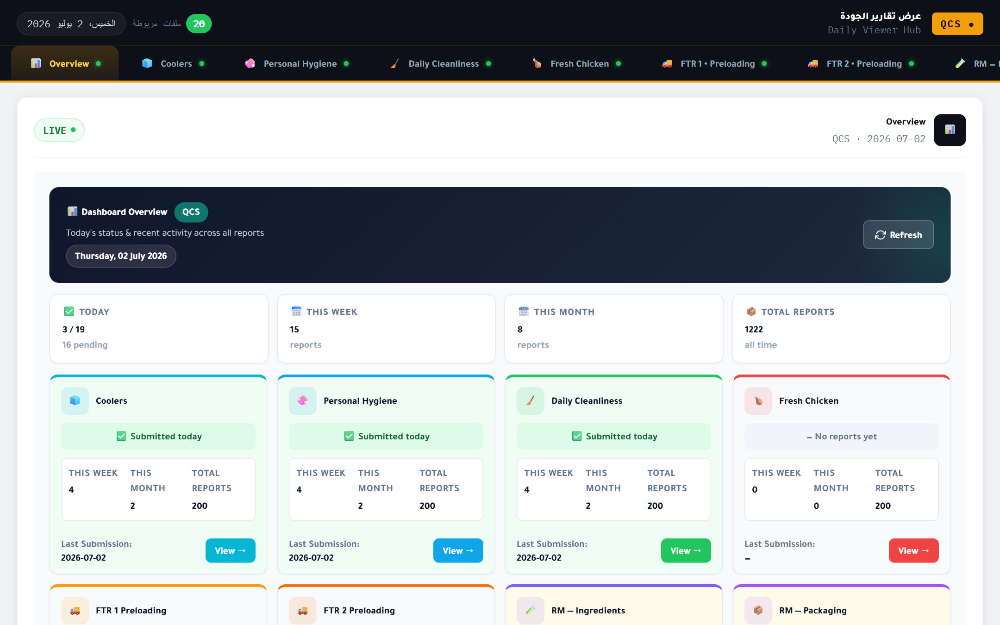 الخميس، 2 يوليو 2026
ملفات مربوطة
20
عرض تقارير الجودة
Daily Viewer Hub
QCS ●
Overview
Coolers
Personal Hygiene
Daily Cleanliness
Fresh Chicken
FTR 1 • Preloading
FTR 2 • Preloading
RM –
LIVE
Overview
QCS · 2026-07-02
Dashboard Overview
QCS
Today's status & recent activity across all reports
Thursday, 02 July 2026
Refresh
TODAY
3 / 19
16 pending
THIS WEEK
15
reports
THIS MONTH
8
reports
TOTAL REPORTS
1222
all time
Coolers
Submitted today
THIS WEEK
4
THIS MONTH
2
TOTAL REPORTS
200
Last Submission:
2026-07-02
View →
Personal Hygiene
Submitted today
THIS WEEK
4
THIS MONTH
2
TOTAL REPORTS
200
Last Submission:
2026-07-02
View →
Daily Cleanliness
Submitted today
THIS WEEK
4
THIS MONTH
2
TOTAL REPORTS
200
Last Submission:
2026-07-02
View →
Fresh Chicken
– No reports yet
THIS WEEK
0
THIS MONTH
0
TOTAL REPORTS
200
Last Submission:
–
View →
FTR 1 Preloading
FTR 2 Preloading
RM – Ingredients
RM – Packaging